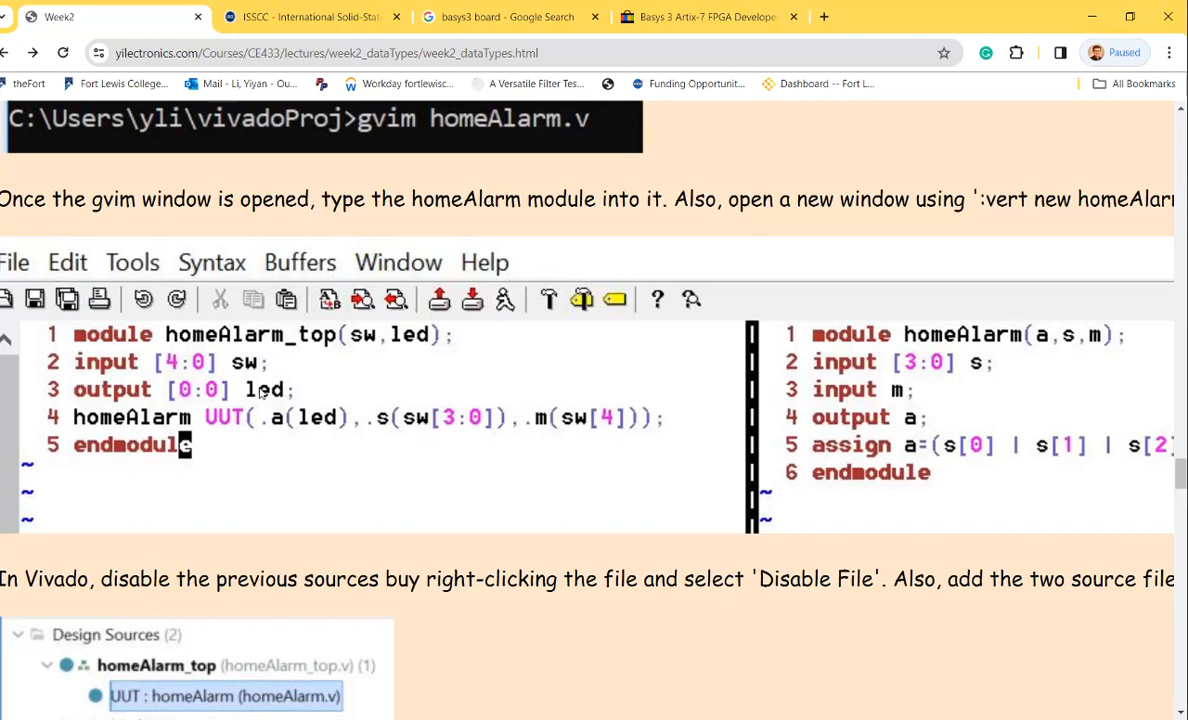 Week2
ISSCC - International Solid-Stat
basys3 board - Google Search
Basys 3 Artix-7 FPGA Develope
yilectronics.com/Courses/CE433/lectures/week2_dataTypes/week2_dataTypes.html
Paused
theFort
Fort Lewis College...
Mail - Li, Yiyan - Ou...
Workday fortlewisc...
A Versatile Filter Tes...
Funding Opportunit...
Dashboard -- Fort L...
All Bookmarks
C:\Users\yli\vivadoProj>gvim homeAlarm.v
Once the gvim window is opened, type the homeAlarm module into it. Also, open a new window using ':vert new homeAlar
File Edit Tools Syntax Buffers Window Help
1 module homeAlarm_top(sw,led);
2 input [4:0] sw;
3 output [0:0] led;
4 homeAlarm UUT(.a(led),.s(sw[3:0]),.m(sw[4]));
5 endmodule
~
~
~
1 module homeAlarm(a,s,m);
2 input [3:0] s;
3 input m;
4 output a;
5 assign a=(s[0] | s[1] | s[2]
6 endmodule
~
~
In Vivado, disable the previous sources buy right-clicking the file and select 'Disable File'. Also, add the two source file
Design Sources (2)
homeAlarm_top (homeAlarm_top.v) (1)
UUT : homeAlarm (homeAlarm.v)